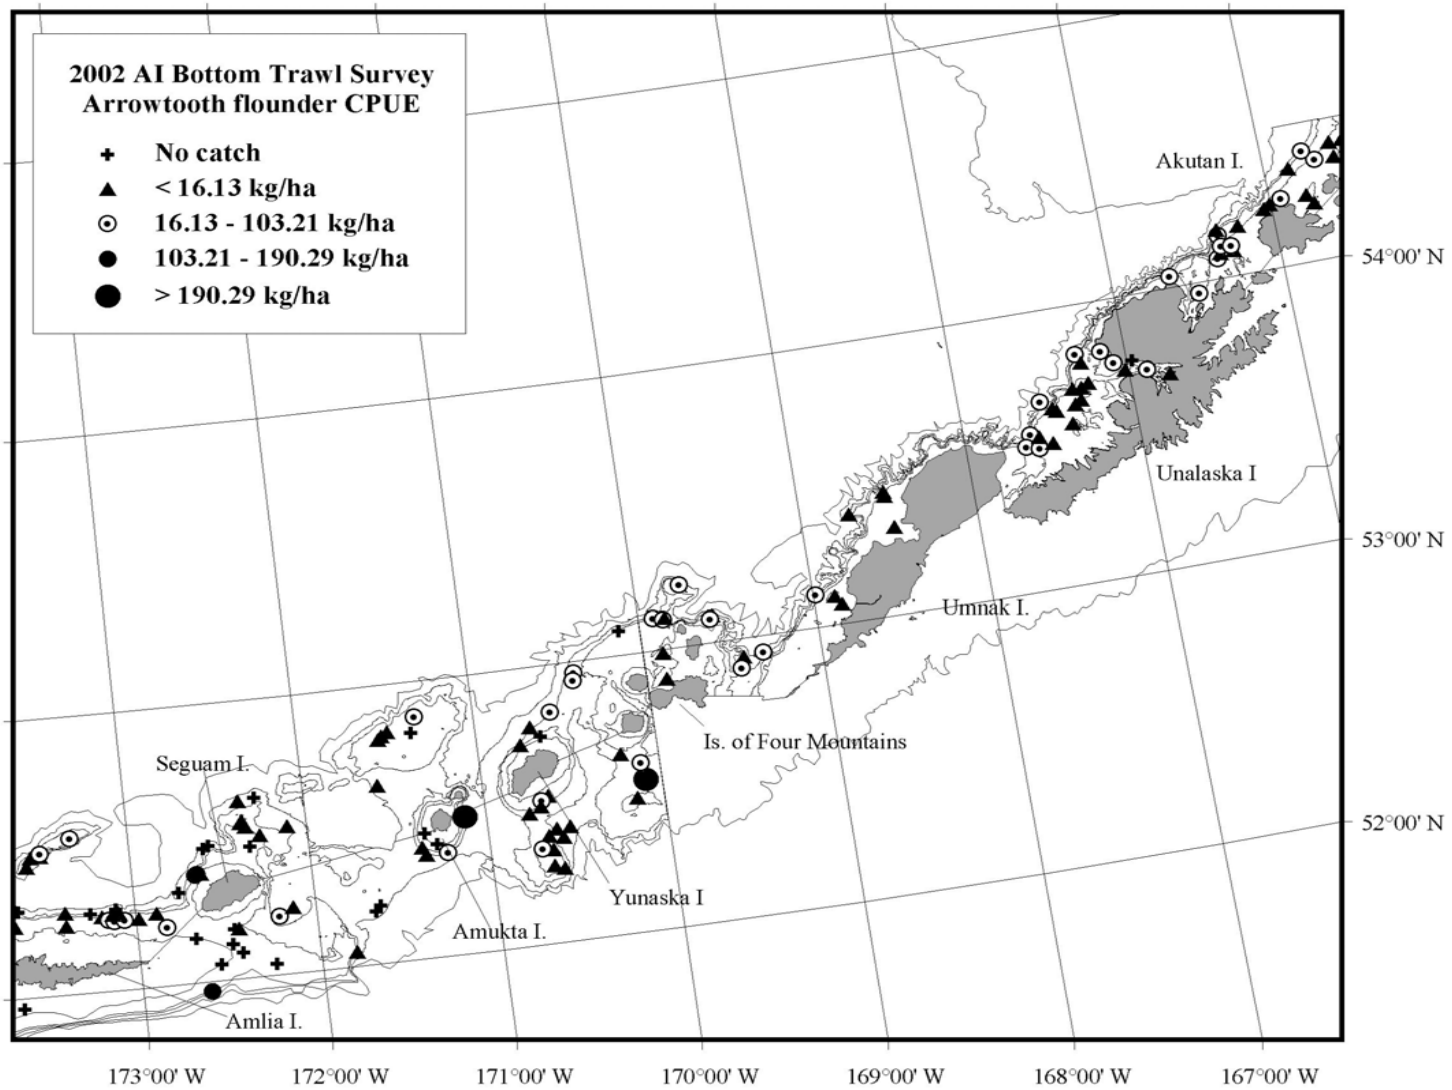 2002 AI Bottom Trawl Survey
Arrowtooth flounder CPUE
No catch
< 16.13 kg/ha
16.13 - 103.21 kg/ha
103.21 - 190.29 kg/ha
> 190.29 kg/ha
Akutan I.
54°00' N
Unalaska I
53°00' N
Umnak I.
Is. of Four Mountains
Seguam I.
52°00' N
Yunaska I
Amukta I.
Amlia I.
173°00' W
172°00' W
171°00' W
170°00' W
169°00' W
168°00' W
167°00' W